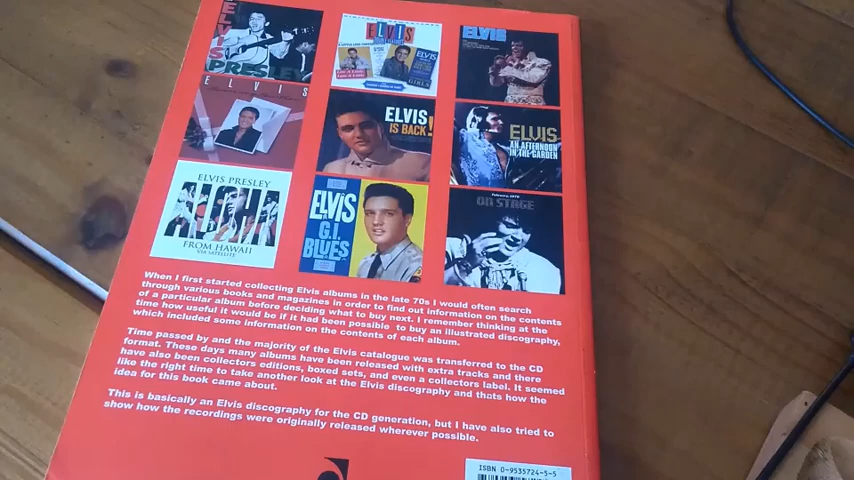 ELVIS
PRESLEY
ELVIS
ELVIS
GIRLS
ELVIS
ELVIS
ELVIS
IS BACK!
ELVIS
AN AFTERNOON
IN THE GARDEN
ELVIS PRESLEY
ALOHA
FROM HAWAII
VIA SATELLITE
ELVIS
G.I.
BLUES
February, 1970
ON STAGE
When I first started collecting Elvis albums in the late 70s I would often search
through various books and magazines in order to find out information on the contents
of a particular album before deciding what to buy next. I remember thinking at the
time how useful it would be if it had been possible to buy an illustrated discography,
which included some information on the contents of each album.
Time passed by and the majority of the Elvis catalogue was transferred to the CD
format. These days many albums have been released with extra tracks and there
have also been collectors editions, boxed sets, and even a collectors label. It seemed
like the right time to take another look at the Elvis discography and thats how the
idea for this book came about.
This is basically an Elvis discography for the CD generation, but I have also tried to
show how the recordings were originally released wherever possible.
ISBN 0-9535724-5-5